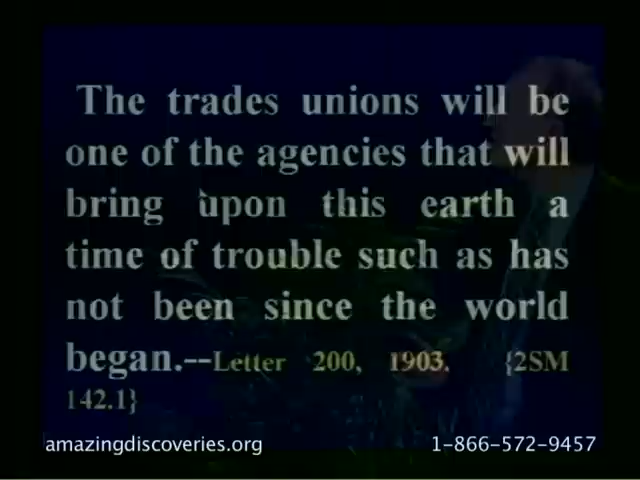 The trades unions will be
one of the agencies that will
bring upon this earth a
time of trouble such as has
not been since the world
began.--Letter 200, 1903. {2SM
142.1}
amazingdiscoveries.org 1-866-572-9457